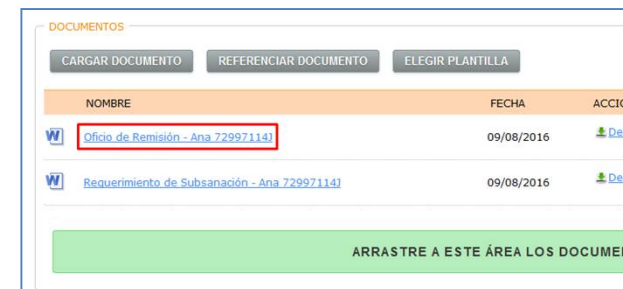 DOCUMENTOS
CARGAR DOCUMENTO REFERENCIAR DOCUMENTO ELEGIR PLANTILLA
NOMBRE FECHA
Oficio de Remisión - Ana 72997114J 09/08/2016
Requerimiento de Subsanación - Ana 72997114J 09/08/2016
ARRASTRE A ESTE ÁREA LOS